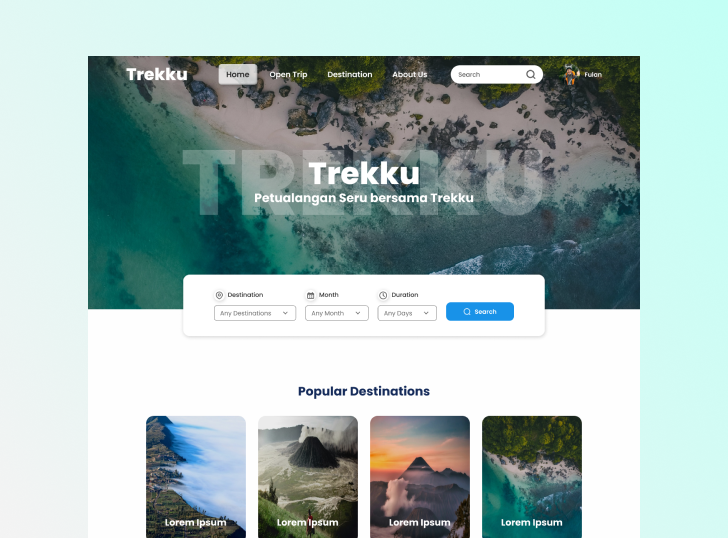 Trekku
Home
Open Trip
Destination
About Us
Search
Fulan
TREKKU
Trekku
Petualangan Seru bersama Trekku
Destination
Month
Duration
Any Destinations
Any Month
Any Days
Search
Popular Destinations
Lorem Ipsum
Lorem Ipsum
Lorem Ipsum
Lorem Ipsum